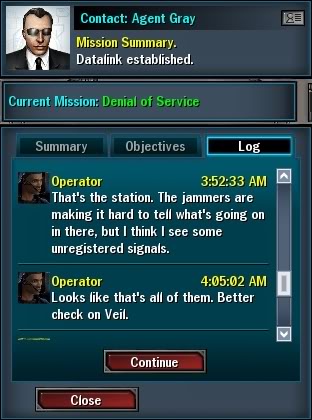 Contact: Agent Gray
Mission Summary.
Datalink established.
Current Mission: Denial of Service
Summary
Objectives
Log
Operator 3:52:33 AM
That's the station. The jammers are
making it hard to tell what's going on
in there, but I think I see some
unregistered signals.
Operator 4:05:02 AM
Looks like that's all of them. Better
check on Veil.
Continue
Close